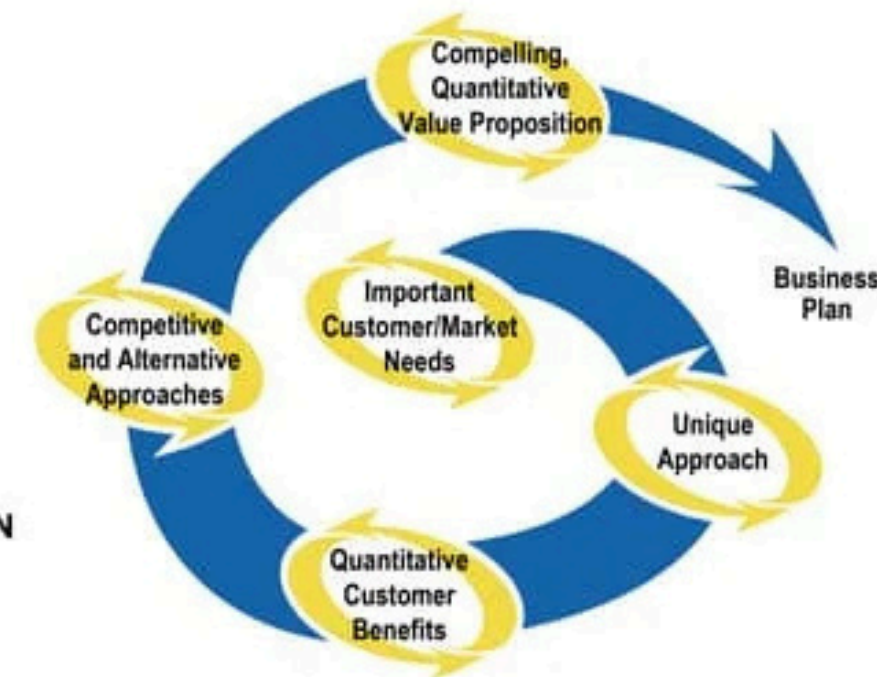 Compelling,
Quantitative
Value Proposition
Business
Plan
Important
Customer/Market
Needs
Competitive
and Alternative
Approaches
Unique
Approach
N
Quantitative
Customer
Benefits